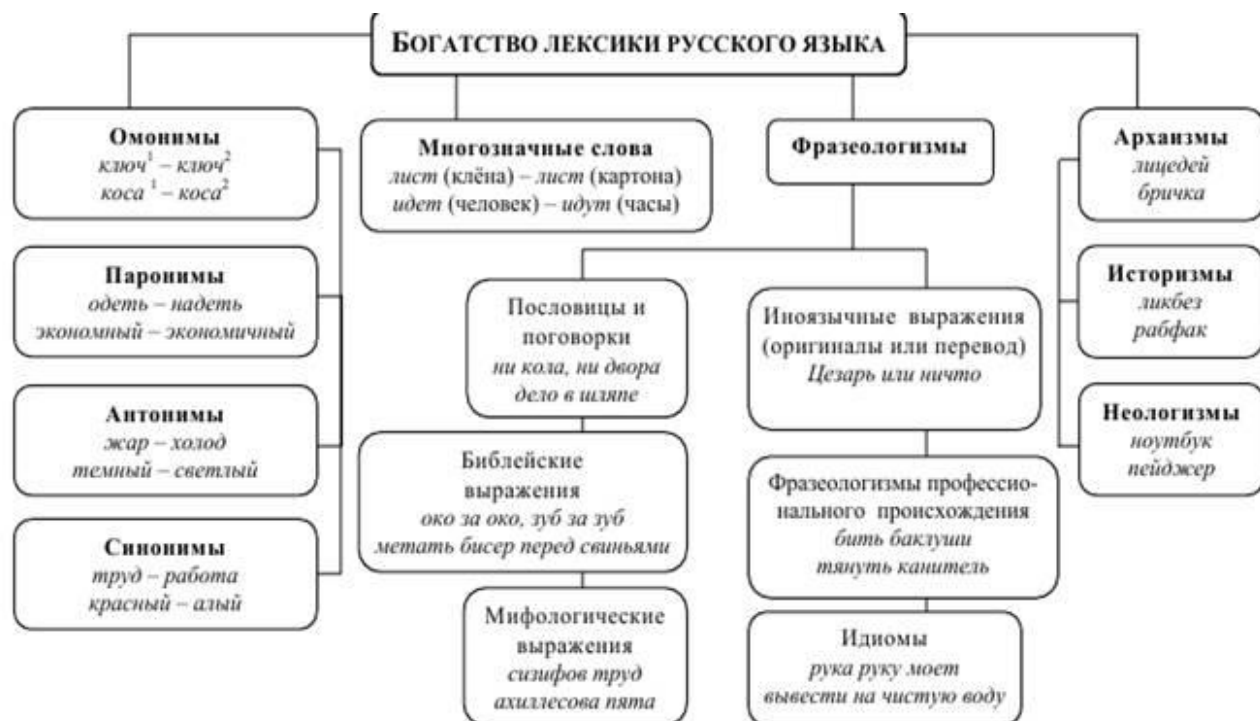 БОГАТСТВО ЛЕКСИКИ РУССКОГО ЯЗЫКА
Омонимы
ключ¹ – ключ²
коса ¹ – коса²
Паронимы
одеть – надеть
экономный – экономичный
Антонимы
жар – холод
темный – светлый
Синонимы
труд – работа
красный – алый
Многозначные слова
лист (клёна) – лист (картона)
идет (человек) – идут (часы)
Фразеологизмы
Пословицы и
поговорки
ни кола, ни двора
дело в шляпе
Библейские
выражения
око за око, зуб за зуб
метать бисер перед свиньями
Мифологические
выражения
сизифов труд
ахиллесова пята
Иноязычные выражения
(оригиналы или перевод)
Цезарь или ничто
Фразеологизмы профессио-
нального происхождения
бить баклуши
тянуть канитель
Идиомы
рука руку моет
вывести на чистую воду
Архаизмы
лицедей
бричка
Историзмы
ликбез
рабфак
Неологизмы
ноутбук
пейджер